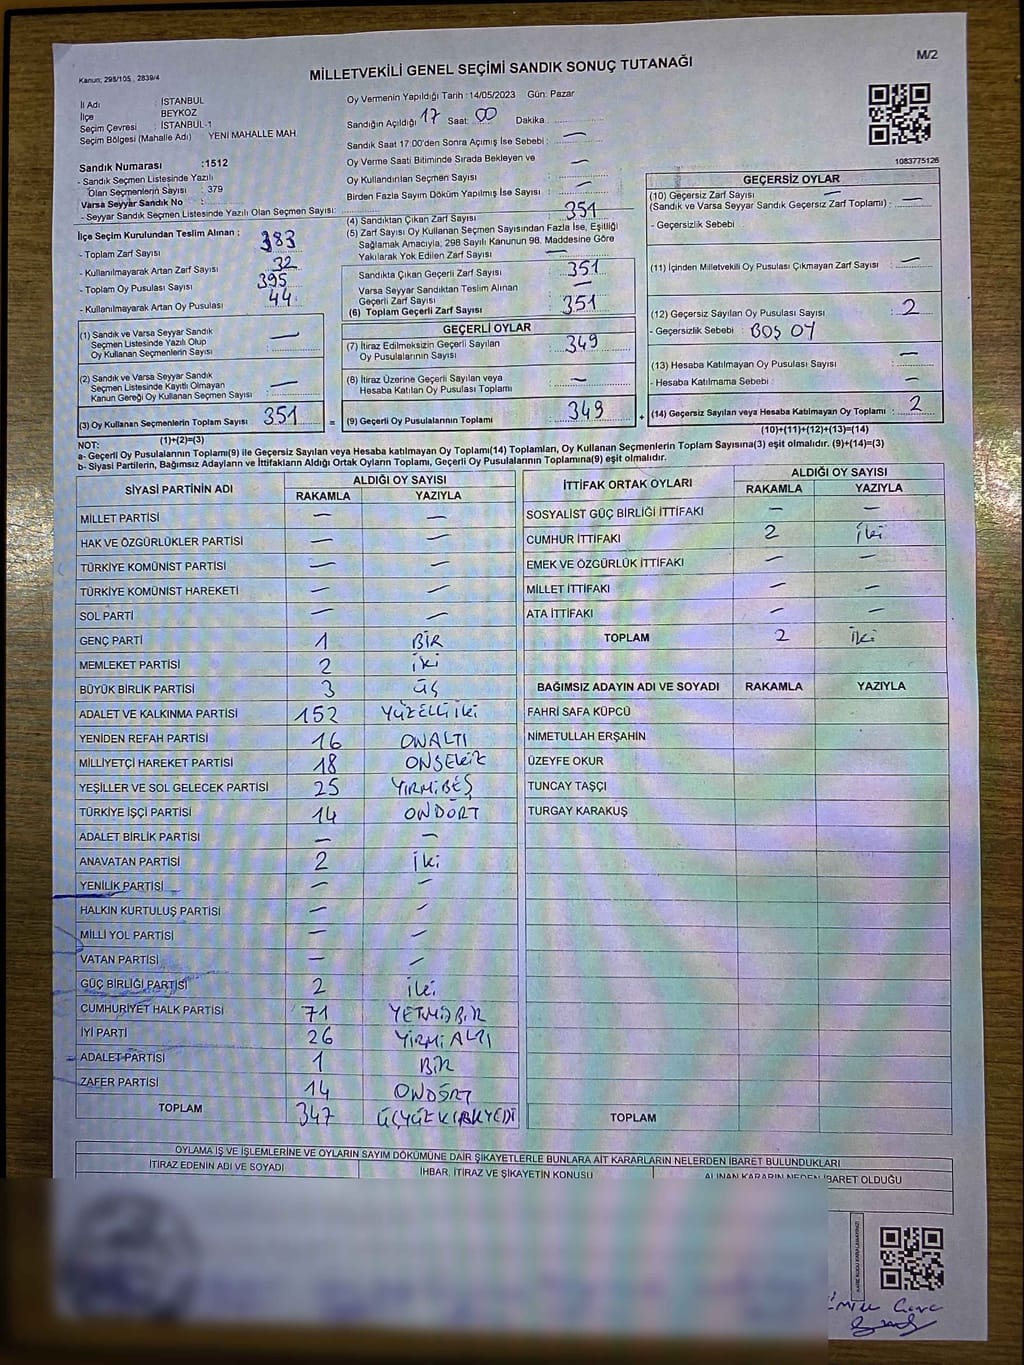 M/2
Kanun; 298/105 , 2839/4
MİLLETVEKİLİ GENEL SEÇİMİ SANDIK SONUÇ TUTANAĞI
İl Adı : İSTANBUL
İlçe : BEYKOZ
Seçim Çevresi : İSTANBUL-1
Seçim Bölgesi (Mahalle Adı) YENİ MAHALLE MAH.
Sandık Numarası :1512
- Sandık Seçmen Listesinde Yazılı
Olan Seçmenlerin Sayısı : 379
Varsa Seyyar Sandık No :
- Seyyar Sandık Seçmen Listesinde Yazılı Olan Seçmen Sayısı:
Oy Vermenin Yapıldığı Tarih :14/05/2023 Gün: Pazar
Sandığın Açıldığı 17 Saat: 00 Dakika
Sandık Saat 17:00'den Sonra Açımış İse Sebebi : —
Oy Verme Saati Bitiminde Sırada Bekleyen ve
Oy Kullandırılan Seçmen Sayısı : —
Birden Fazla Sayım Döküm Yapılmış İse Sayısı : —
1083775126
İlçe Seçim Kurulundan Teslim Alınan :
- Toplam Zarf Sayısı : 383
- Kullanılmayarak Artan Zarf Sayısı : 32
- Toplam Oy Pusulası Sayısı : 395
- Kullanılmayarak Artan Oy Pusulası : 44
(1) Sandık ve Varsa Seyyar Sandık
Seçmen Listesinde Yazılı Olup
Oy Kullanan Seçmenlerin Sayısı : —
(2) Sandık ve Varsa Seyyar Sandık
Seçmen Listesinde Kayıtlı Olmayan
Kanun Gereği Oy Kullanan Seçmen Sayısı : —
(3) Oy Kullanan Seçmenlerin Toplam Sayısı : 351 =
(1)+(2)=(3)
(4) Sandıktan Çıkan Zarf Sayısı : 351
(5) Zarf Sayısı Oy Kullanan Seçmen Sayısından Fazla İse, Eşitliği
Sağlamak Amacıyla; 298 Sayılı Kanunun 98. Maddesine Göre
Yakılarak Yok Edilen Zarf Sayısı : —
Sandıkta Çıkan Geçerli Zarf Sayısı : 351
Varsa Seyyar Sandıktan Teslim Alınan
Geçerli Zarf Sayısı : —
(6) Toplam Geçerli Zarf Sayısı : 351
GEÇERLİ OYLAR
(7) İtiraz Edilmeksizin Geçerli Sayılan
Oy Pusulalarının Sayısı : 349
(8) İtiraz Üzerine Geçerli Sayılan veya
Hesaba Katılan Oy Pusulası Toplamı : —
(9) Geçerli Oy Pusulalarının Toplamı : 349 +
GEÇERSİZ OYLAR
(10) Geçersiz Zarf Sayısı —
(Sandık ve Varsa Seyyar Sandık Geçersiz Zarf Toplamı) : —
- Geçersizlik Sebebi :
(11) İçinden Milletvekili Oy Pusulası Çıkmayan Zarf Sayısı : —
(12) Geçersiz Sayılan Oy Pusulası Sayısı : 2
- Geçersizlik Sebebi : BOŞ OY
(13) Hesaba Katılmayan Oy Pusulası Sayısı : —
- Hesaba Katılmama Sebebi : —
(14) Geçersiz Sayılan veya Hesaba Katılmayan Oy Toplamı : 2
(10)+(11)+(12)+(13)=(14)
NOT:
a- Geçerli Oy Pusulalarının Toplamı(9) ile Geçersiz Sayılan veya Hesaba katılmayan Oy Toplamı(14) Toplamları, Oy Kullanan Seçmenlerin Toplam Sayısına(3) eşit olmalıdır. (9)+(14)=(3)
b- Siyasi Partilerin, Bağımsız Adayların ve İttifakların Aldığı Ortak Oyların Toplamı, Geçerli Oy Pusulalarının Toplamına(9) eşit olmalıdır.
SİYASİ PARTİNİN ADI ALDIĞI OY SAYISI
RAKAMLA YAZIYLA
MİLLET PARTİSİ — —
HAK VE ÖZGÜRLÜKLER PARTİSİ — —
TÜRKİYE KOMÜNİST PARTİSİ — —
TÜRKİYE KOMÜNİST HAREKETİ — —
SOL PARTİ — —
GENÇ PARTİ 1 BİR
MEMLEKET PARTİSİ 2 iki
BÜYÜK BİRLİK PARTİSİ 3 üç
ADALET VE KALKINMA PARTİSİ 152 YÜZELLİ İKİ
YENİDEN REFAH PARTİSİ 16 ONALTI
MİLLİYETÇİ HAREKET PARTİSİ 18 ONSEKİZ
YEŞİLLER VE SOL GELECEK PARTİSİ 25 YIRMIBEŞ
TÜRKİYE İŞÇİ PARTİSİ 14 ONDÖRT
ADALET BİRLİK PARTİSİ — —
ANAVATAN PARTİSİ 2 İki
YENİLİK PARTİSİ — —
HALKIN KURTULUŞ PARTİSİ — —
MİLLİ YOL PARTİSİ — —
VATAN PARTİSİ — —
GÜÇ BİRLİĞİ PARTİSİ 2 iki
CUMHURİYET HALK PARTİSİ 71 YETMİŞBİR
İYİ PARTİ 26 YİRMİ ALTI
ADALET PARTİSİ 1 BİR
ZAFER PARTİSİ 14 ONDÖRT
TOPLAM 347 ÜÇYÜZKIRKYEDİ
İTTİFAK ORTAK OYLARI ALDIĞI OY SAYISI
RAKAMLA YAZIYLA
SOSYALİST GÜÇ BİRLİĞİ İTTİFAKI — —
CUMHUR İTTİFAKI 2 iki
EMEK VE ÖZGÜRLÜK İTTİFAKI — —
MİLLET İTTİFAKI — —
ATA İTTİFAKI — —
TOPLAM 2 iki
BAĞIMSIZ ADAYIN ADI VE SOYADI RAKAMLA YAZIYLA
FAHRİ SAFA KÜPCÜ
NİMETULLAH ERŞAHİN
ÜZEYFE OKUR
TUNCAY TAŞÇI
TURGAY KARAKUŞ
TOPLAM
OYLAMA İŞ VE İŞLEMLERİNE VE OYLARIN SAYIM DÖKÜMÜNE DAİR ŞİKAYETLERLE BUNLARA AİT KARARLARIN NELERDEN İBARET BULUNDUKLARI
İTİRAZ EDENİN ADI VE SOYADI İHBAR, İTİRAZ VE ŞİKAYETİN KONUSU ALINAN KARARIN NEDEN İBARET OLDUĞU